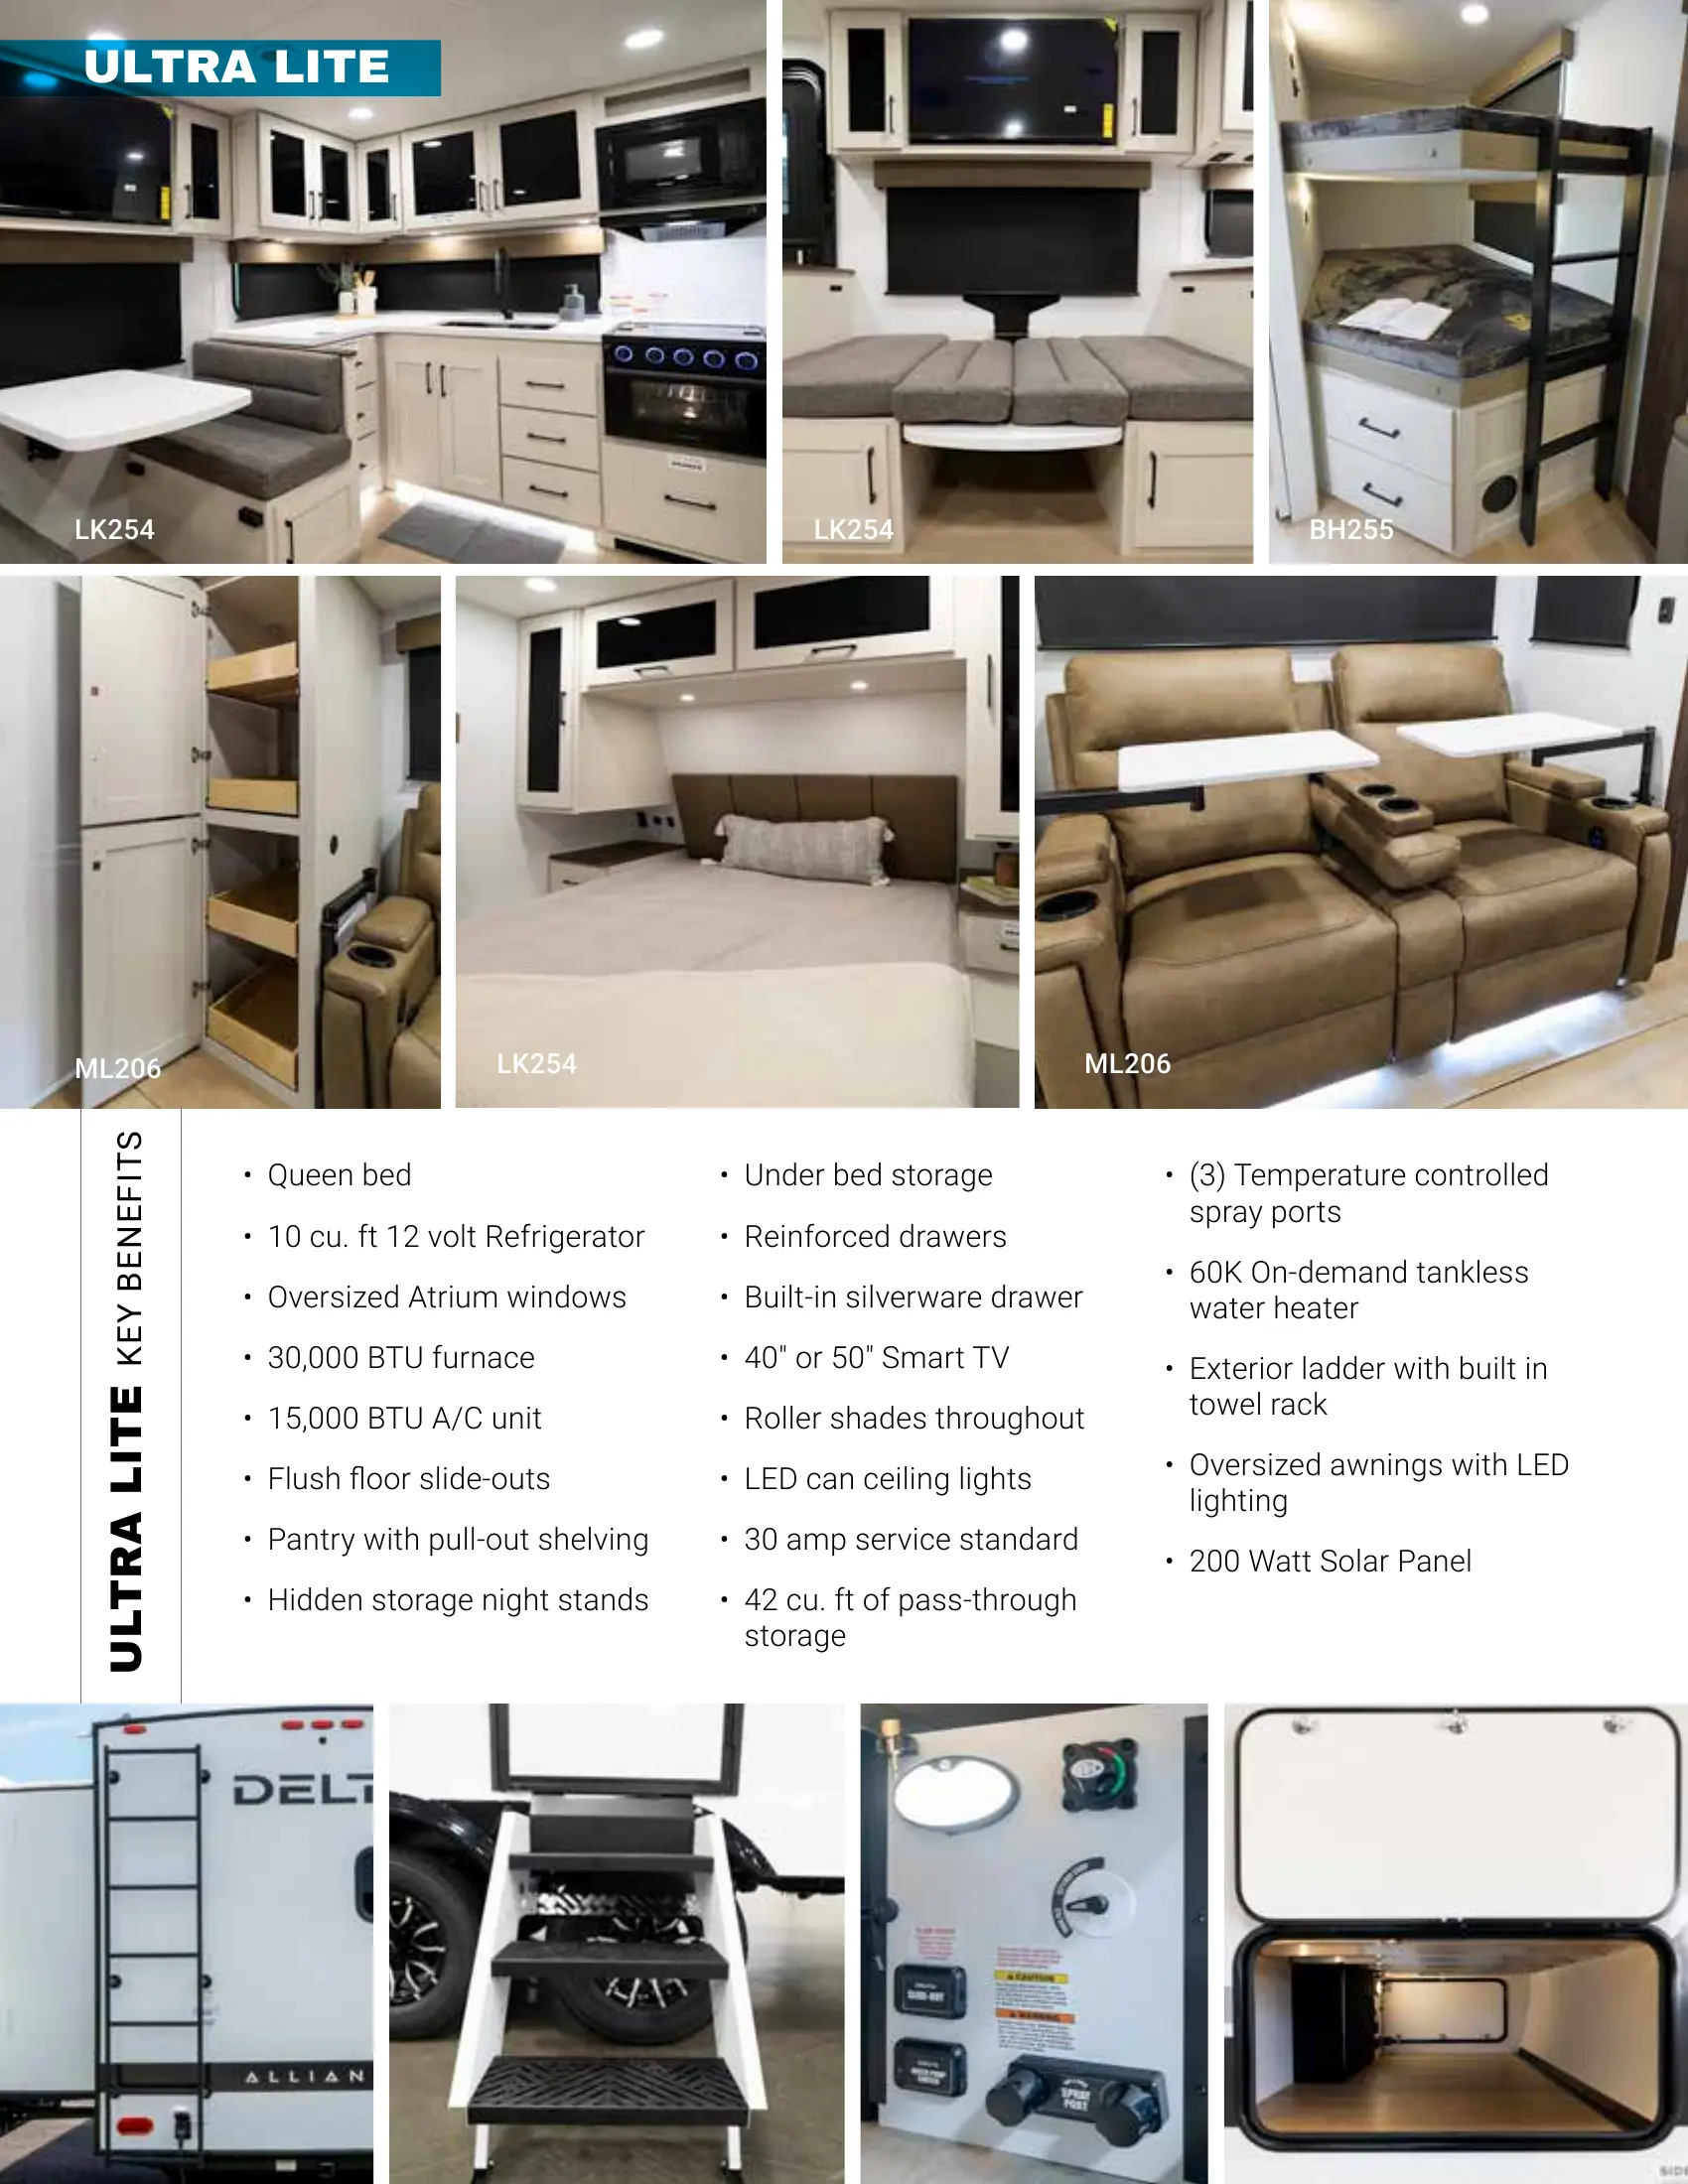 ULTRA LITE
LK254
LK254
BH255
ML206
LK254
ML206
ULTRA LITE KEY BENEFITS
• Queen bed
• 10 cu. ft 12 volt Refrigerator
• Oversized Atrium windows
• 30,000 BTU furnace
• 15,000 BTU A/C unit
• Flush floor slide-outs
• Pantry with pull-out shelving
• Hidden storage night stands
• Under bed storage
• Reinforced drawers
• Built-in silverware drawer
• 40" or 50" Smart TV
• Roller shades throughout
• LED can ceiling lights
• 30 amp service standard
• 42 cu. ft of pass-through
storage
• (3) Temperature controlled
spray ports
• 60K On-demand tankless
water heater
• Exterior ladder with built in
towel rack
• Oversized awnings with LED
lighting
• 200 Watt Solar Panel
DELT
ALLIAN
CAUTION
WARNING
SLIDE-OUT
SPRAY
PORT